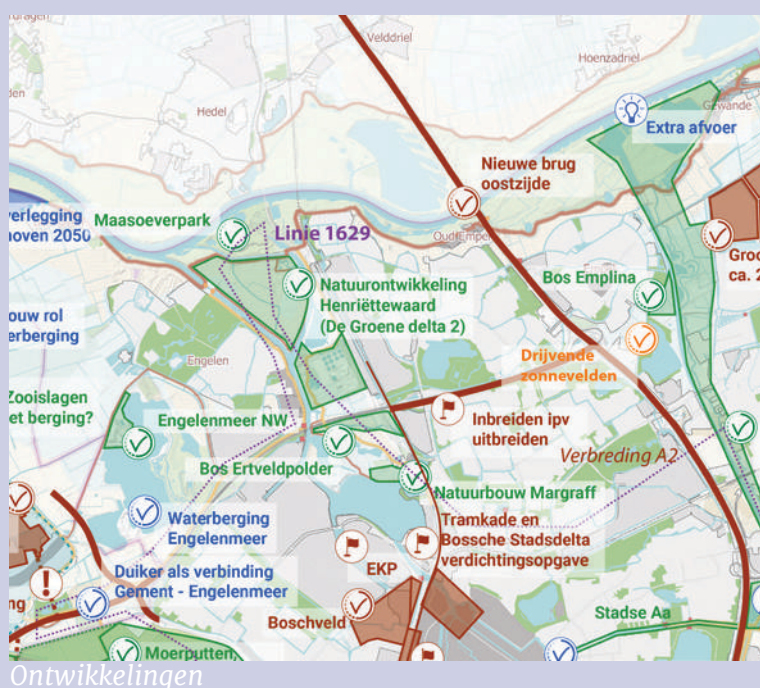 Velddriel
Hoenzadriel
Hedel
Gewande
Extra afvoer
Nieuwe brug
oostzijde
verlegging
hoven 2050
Maasoeverpark
Linie 1629
Oud Empel
Groo
ca. 2
Natuurontwikkeling
Henriëttewaard
(De Groene delta 2)
Bos Emplina
ouw rol
erberging
Engelen
Drijvende
zonnevelden
Zooislagen
et berging?
Engelenmeer NW
Inbreiden ipv
uitbreiden
Verbreding A2
Bos Ertveldpolder
Natuurbouw Margraff
Waterberging
Engelenmeer
Tramkade en
Bossche Stadsdelta
verdichtingsopgave
EKP
Duiker als verbinding
Gement - Engelenmeer
ng
Boschveld
Stadse Aa
Moerputten
Ontwikkelingen